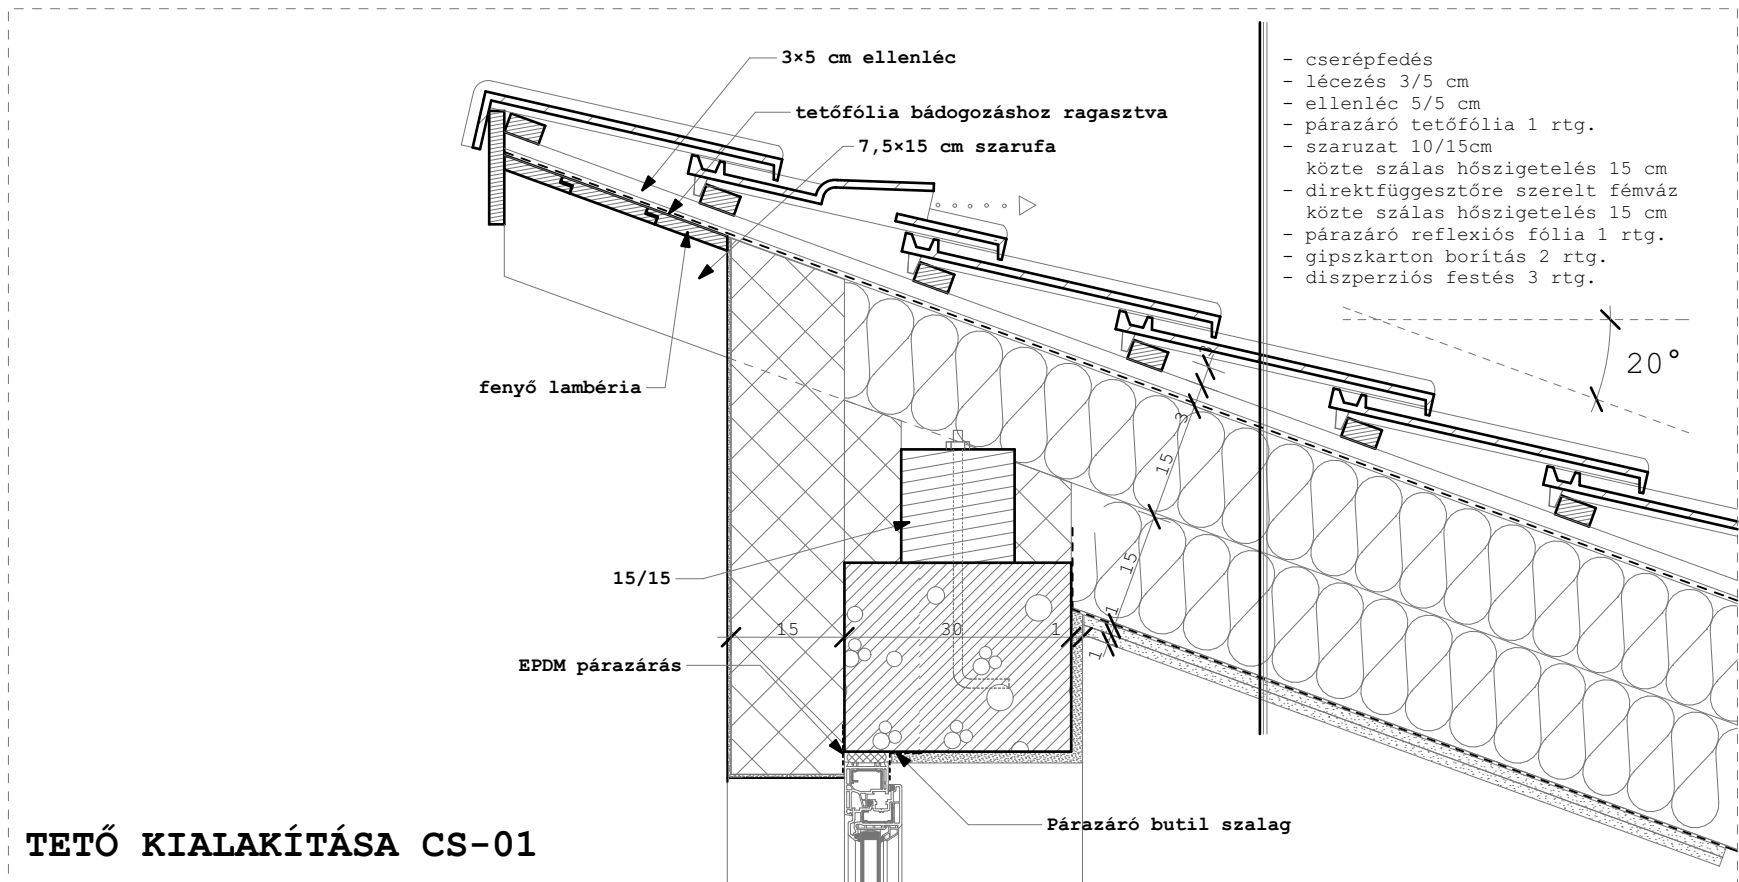 3×5 cm ellenléc
tetőfólia bádogozáshoz ragasztva
7,5×15 cm szarufa
- cserépfedés
- lécezés 3/5 cm
- ellenléc 5/5 cm
- párazáró tetőfólia 1 rtg.
- szaruzat 10/15cm
közte szálas hőszigetelés 15 cm
- direktfüggesztőre szerelt fémváz
közte szálas hőszigetelés 15 cm
- párazáró reflexiós fólia 1 rtg.
- gipszkarton borítás 2 rtg.
- diszperziós festés 3 rtg.
20°
fenyő lambéria
3
15
15
1
1
15/15
15
30
1
EPDM párazárás
Párazáró butil szalag
TETŐ KIALAKÍTÁSA CS-01